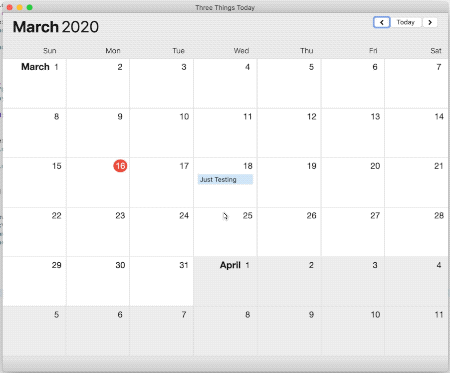 Three Things Today
March 2020
Today
Sun Mon Tue Wed Thu Fri Sat
March 1 2 3 4 5 6 7
8 9 10 11 12 13 14
15 16 17 18 19 20 21
Just Testing
22 23 24 25 26 27 28
29 30 31 April 1 2 3 4
5 6 7 8 9 10 11